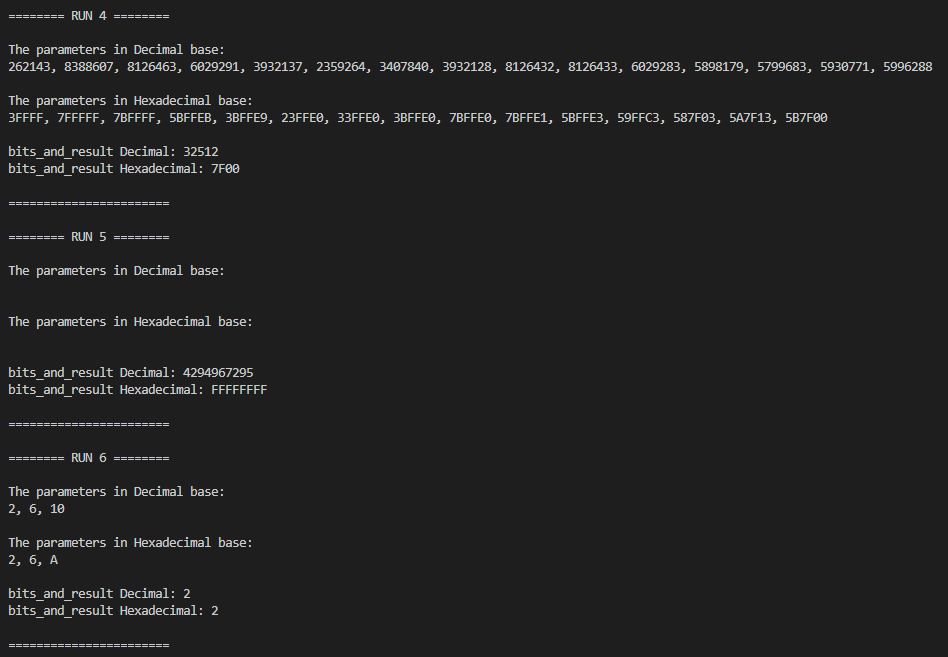 ======== RUN 4 ========
The parameters in Decimal base:
262143, 8388607, 8126463, 6029291, 3932137, 2359264, 3407840, 3932128, 8126432, 8126433, 6029283, 5898179, 5799683, 5930771, 5996288
The parameters in Hexadecimal base:
3FFFF, 7FFFFF, 7BFFFF, 5BFFEB, 3BFFE9, 23FFE0, 33FFE0, 3BFFE0, 7BFFE0, 7BFFE1, 5BFFE3, 59FFC3, 587F03, 5A7F13, 5B7F00
bits_and_result Decimal: 32512
bits_and_result Hexadecimal: 7F00
=======================
======== RUN 5 ========
The parameters in Decimal base:
The parameters in Hexadecimal base:
bits_and_result Decimal: 4294967295
bits_and_result Hexadecimal: FFFFFFFF
=======================
======== RUN 6 ========
The parameters in Decimal base:
2, 6, 10
The parameters in Hexadecimal base:
2, 6, A
bits_and_result Decimal: 2
bits_and_result Hexadecimal: 2
=======================